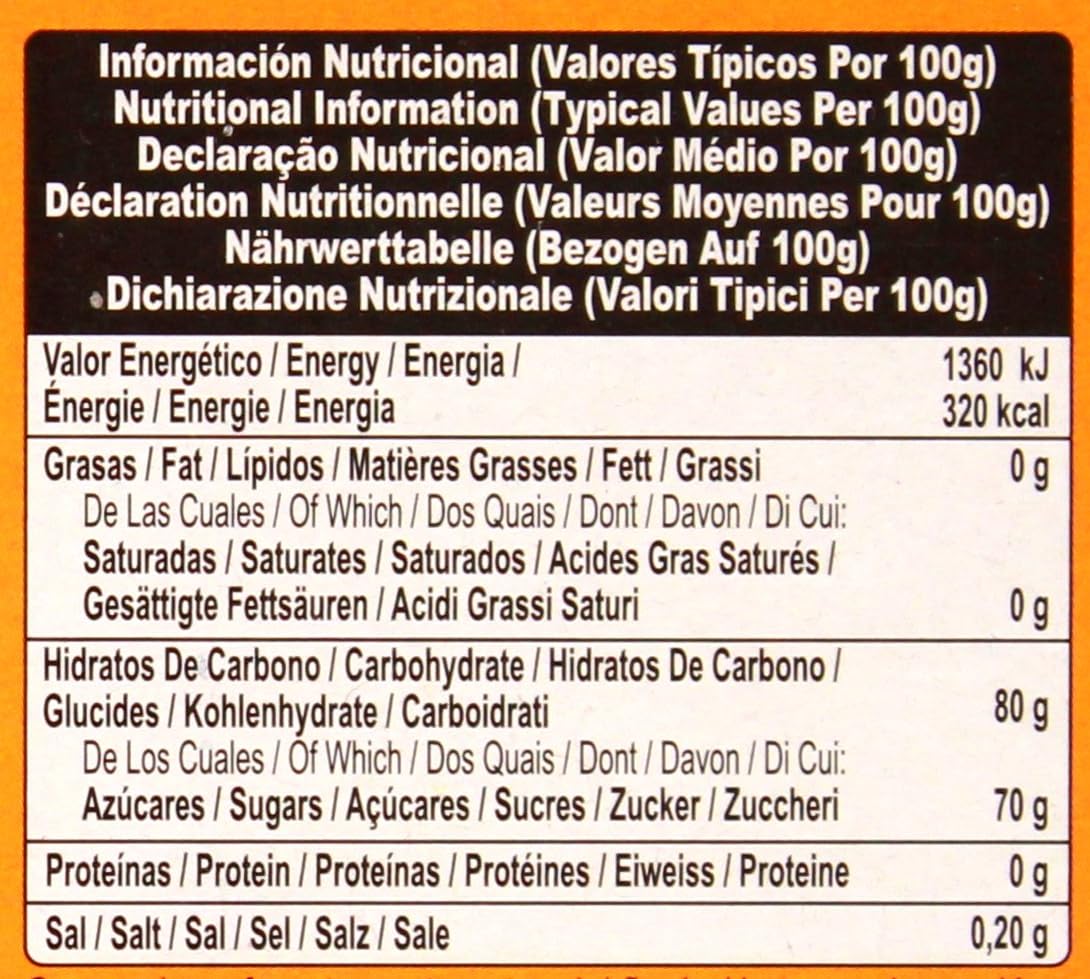 Información Nutricional (Valores Típicos Por 100g)
Nutritional Information (Typical Values Per 100g)
Declaração Nutricional (Valor Médio Por 100g)
Déclaration Nutritionnelle (Valeurs Moyennes Pour 100g)
Nährwerttabelle (Bezogen Auf 100g)
Dichiarazione Nutrizionale (Valori Tipici Per 100g)
Valor Energético / Energy / Energia / 1360 kJ
Énergie / Energie / Energia 320 kcal
Grasas / Fat / Lípidos / Matières Grasses / Fett / Grassi 0 g
De Las Cuales / Of Which / Dos Quais / Dont / Davon / Di Cui:
Saturadas / Saturates / Saturados / Acides Gras Saturés /
Gesättigte Fettsäuren / Acidi Grassi Saturi 0 g
Hidratos De Carbono / Carbohydrate / Hidratos De Carbono /
Glucides / Kohlenhydrate / Carboidrati 80 g
De Los Cuales / Of Which / Dos Quais / Dont / Davon / Di Cui:
Azúcares / Sugars / Açúcares / Sucres / Zucker / Zuccheri 70 g
Proteínas / Protein / Proteínas / Protéines / Eiweiss / Proteine 0 g
Sal / Salt / Sal / Sel / Salz / Sale 0,20 g